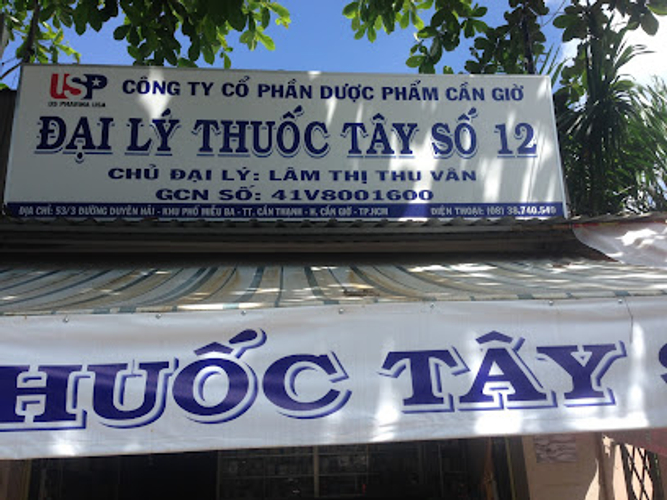 USP CÔNG TY CỔ PHẦN DƯỢC PHẨM CẦN GIỜ
US PHARMA USA
ĐẠI LÝ THUỐC TÂY SỐ 12
CHỦ ĐẠI LÝ: LÂM THỊ THU VÂN
GCN SỐ: 41V8001600
ĐỊA CHỈ: 53/3 ĐƯỜNG DUYÊN HẢI - KHU PHỐ MIỄU BA - TT. CẦN THẠNH - H. CẦN GIỜ - TP.HCM ĐIỆN THOẠI: (08) 38.740.540
HUỐC TÂY S